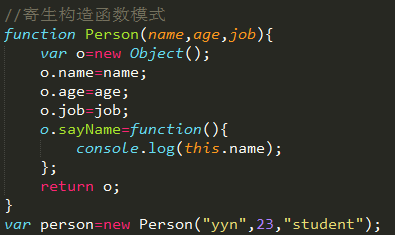 //寄生构造函数模式
function Person(name,age,job){
    var o=new Object();
    o.name=name;
    o.age=age;
    o.job=job;
    o.sayName=function(){
        console.log(this.name);
    };
    return o;
}
var person=new Person("yyn",23,"student");